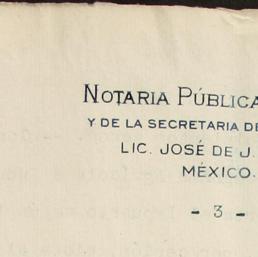 NOTARIA PÚBLICA
Y DE LA SECRETARIA DE
LIC. JOSÉ DE J.
MÉXICO.
- 3 -